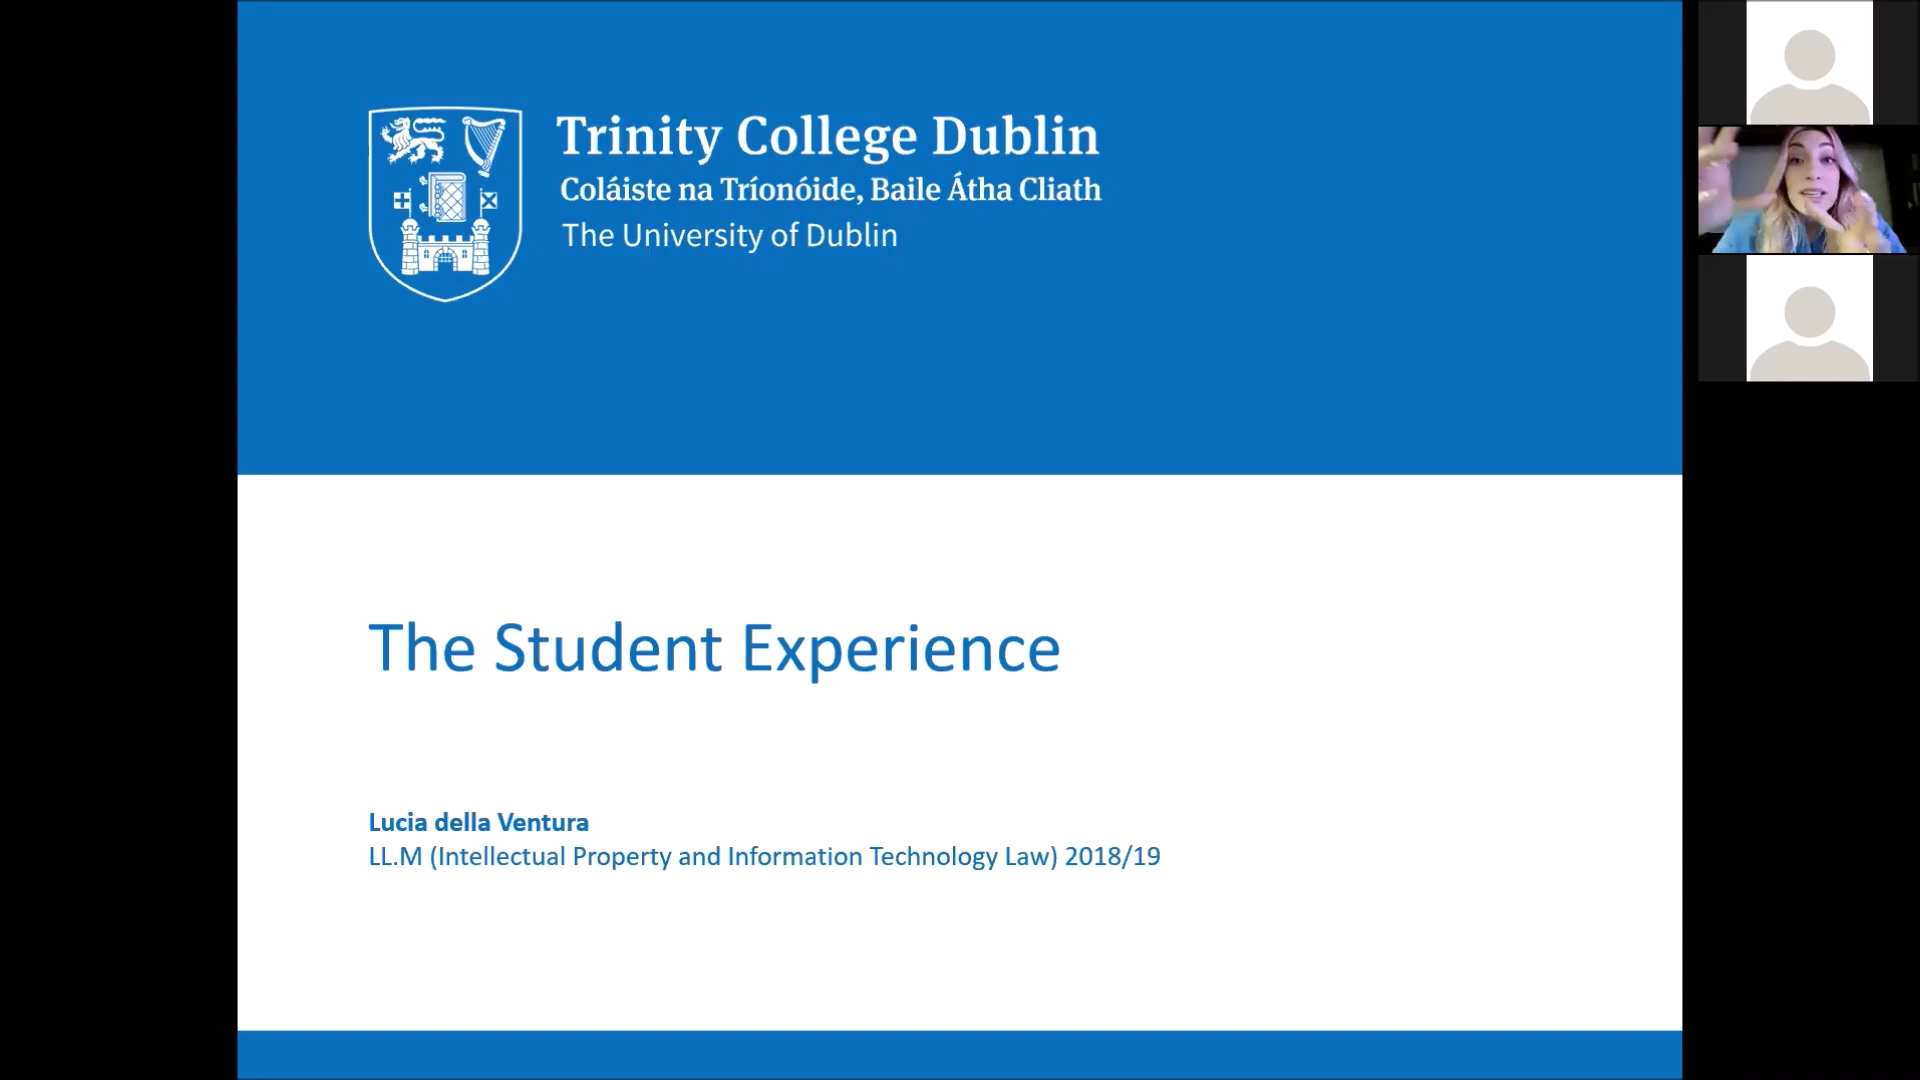 Trinity College Dublin
Coláiste na Tríonóide, Baile Átha Cliath
The University of Dublin
The Student Experience
Lucia della Ventura
LL.M (Intellectual Property and Information Technology Law) 2018/19